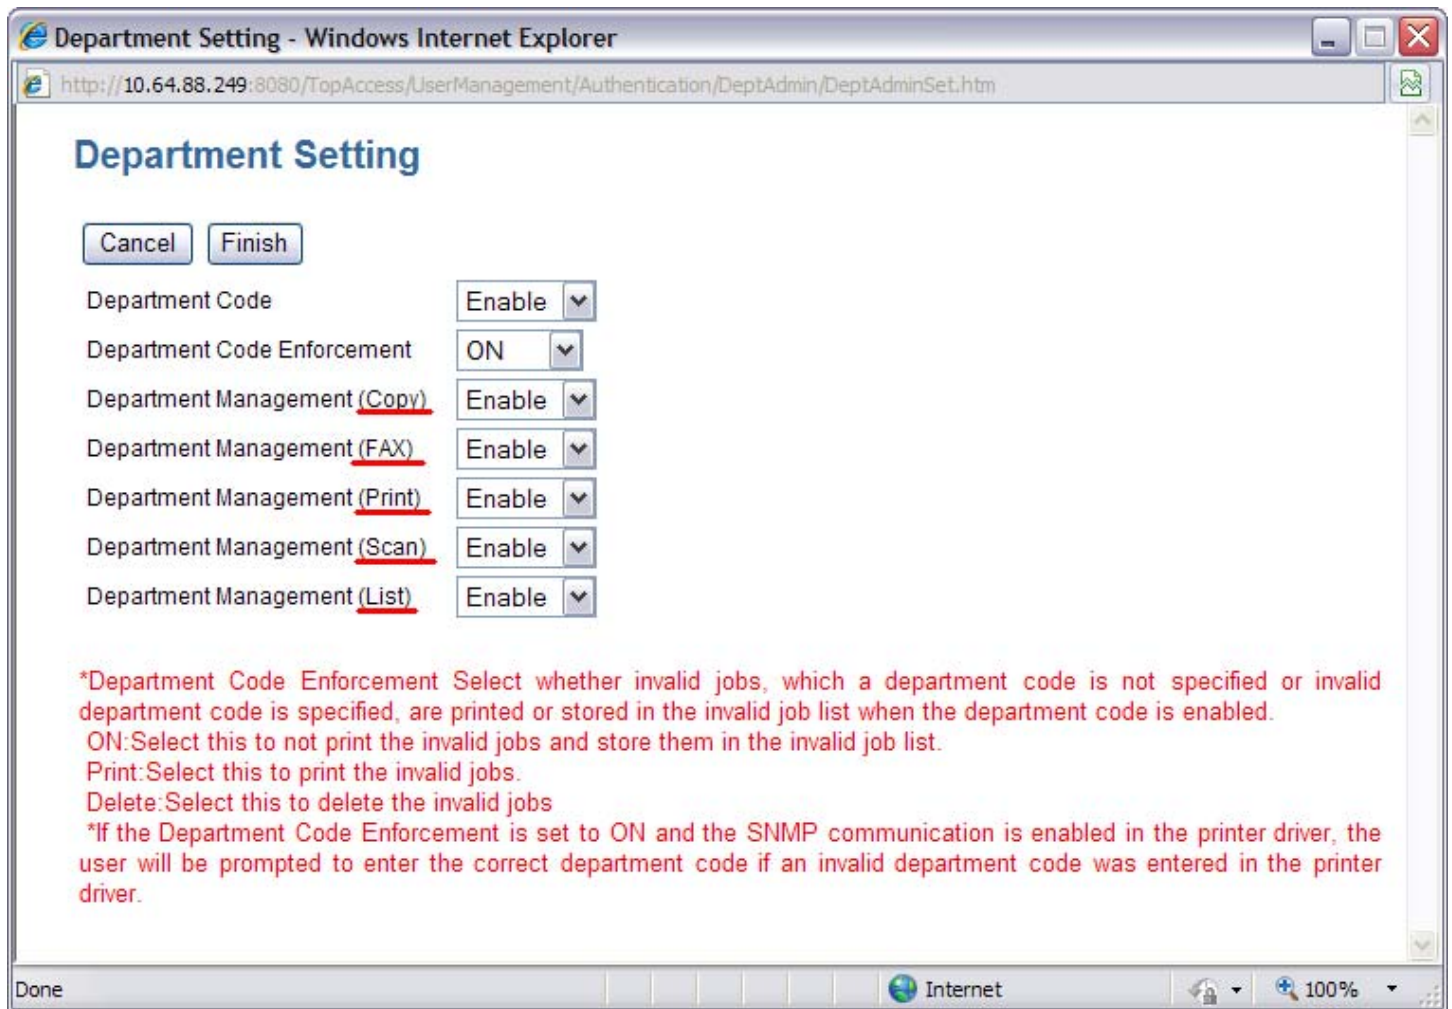 Department Setting - Windows Internet Explorer
http://10.64.88.249:8080/TopAccess/UserManagement/Authentication/DeptAdmin/DeptAdminSet.htm
Department Setting
Cancel Finish
Department Code Enable
Department Code Enforcement ON
Department Management (Copy) Enable
Department Management (FAX) Enable
Department Management (Print) Enable
Department Management (Scan) Enable
Department Management (List) Enable
*Department Code Enforcement Select whether invalid jobs, which a department code is not specified or invalid
department code is specified, are printed or stored in the invalid job list when the department code is enabled.
ON:Select this to not print the invalid jobs and store them in the invalid job list.
Print:Select this to print the invalid jobs.
Delete:Select this to delete the invalid jobs
*If the Department Code Enforcement is set to ON and the SNMP communication is enabled in the printer driver, the
user will be prompted to enter the correct department code if an invalid department code was entered in the printer
driver.
Done Internet 100%